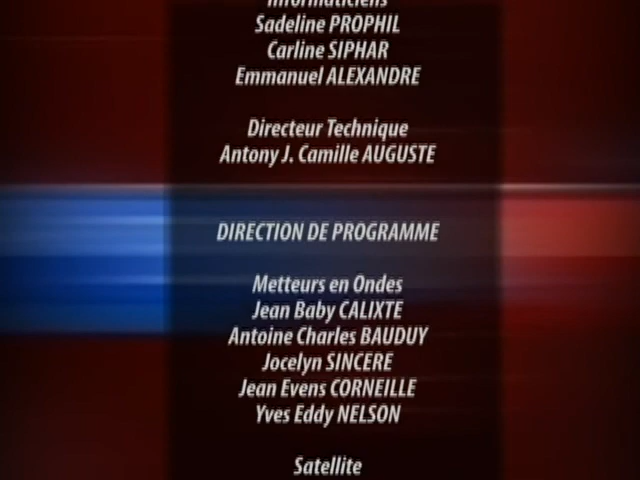 Informaticiens
Sadeline PROPHIL
Carline SIPHAR
Emmanuel ALEXANDRE
Directeur Technique
Antony J. Camille AUGUSTE
DIRECTION DE PROGRAMME
Metteurs en Ondes
Jean Baby CALIXTE
Antoine Charles BAUDUY
Jocelyn SINCERE
Jean Evens CORNEILLE
Yves Eddy NELSON
Satellite